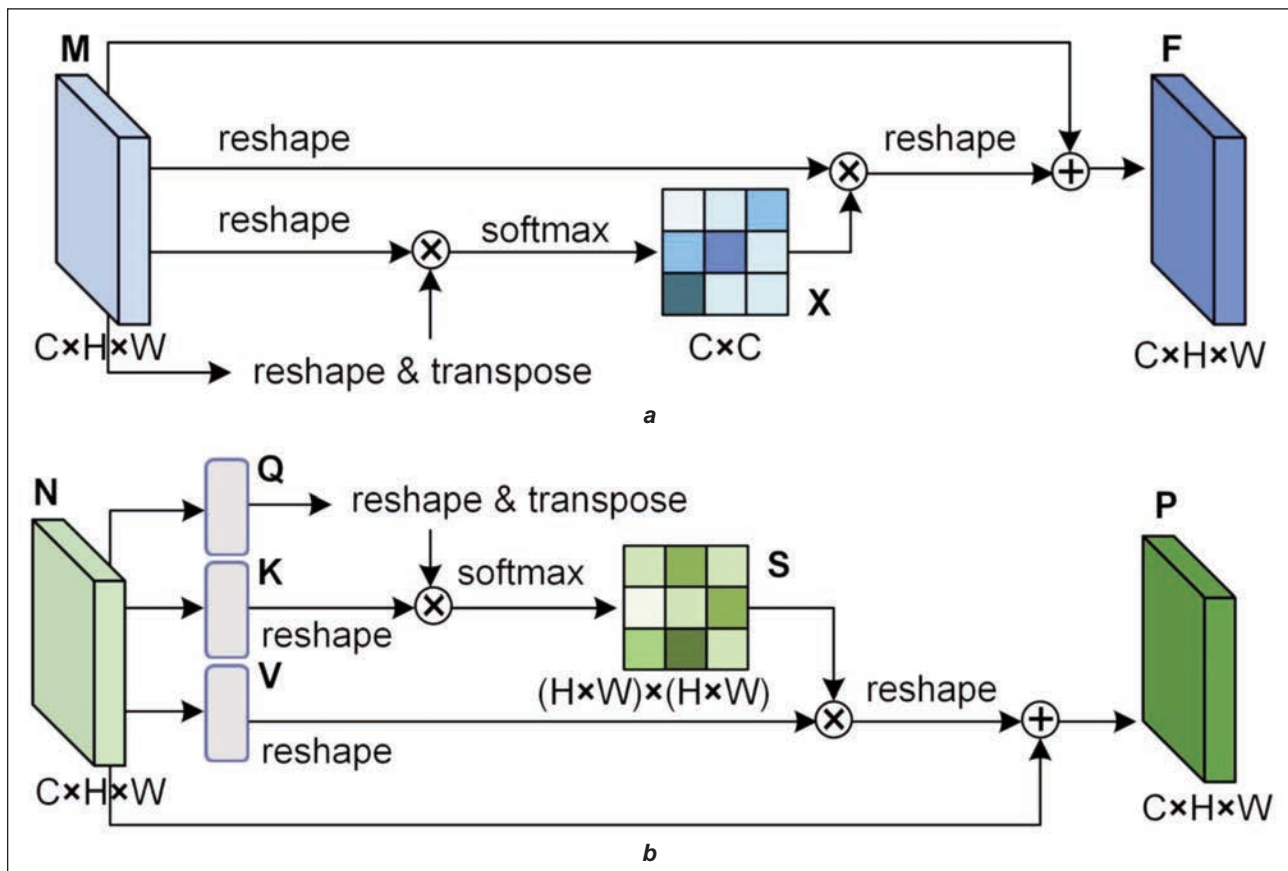 M
F
reshape
reshape
reshape
softmax
X
C×H×W
C×C
C×H×W
reshape & transpose
a
Q
N
reshape & transpose
P
K
softmax
S
reshape
V
(H×W)×(H×W)
reshape
reshape
C×H×W
C×H×W
b